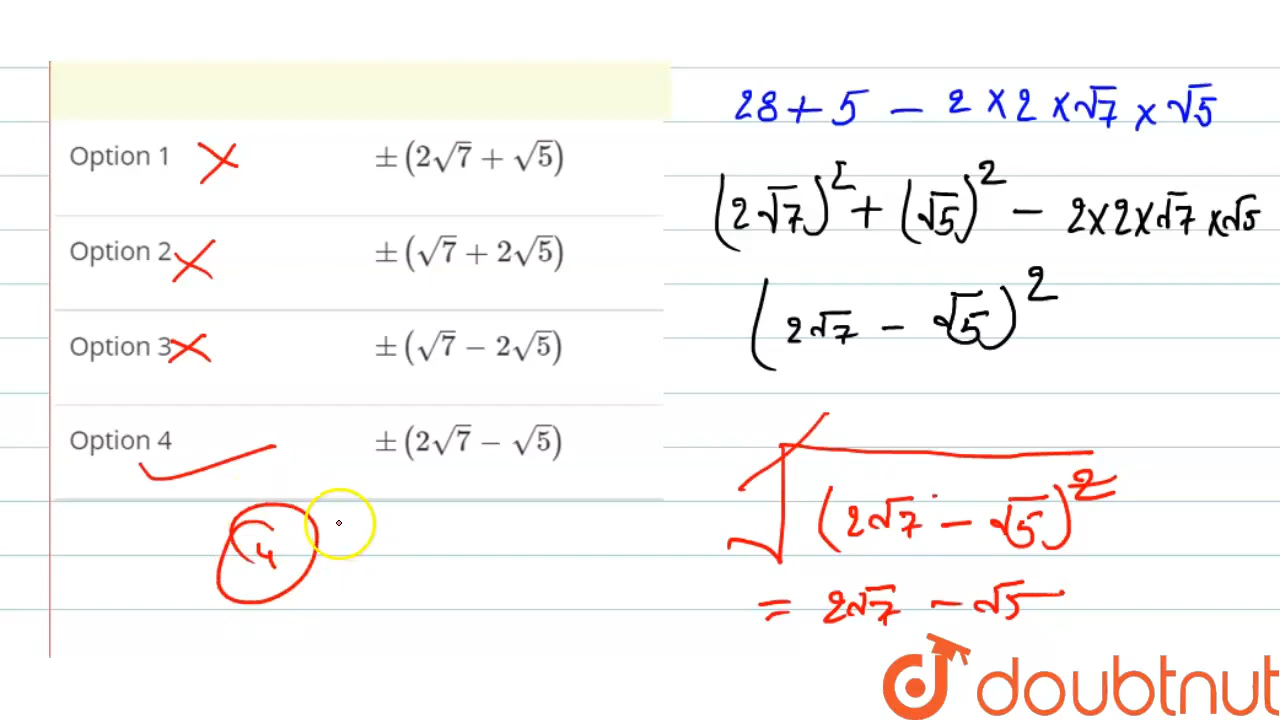 28 + 5 - 2 × 2 × √7 × √5
Option 1 ± (2√7 + √5)
(2√7)² + (√5)² - 2×2×√7×√5
Option 2 ± (√7 + 2√5)
(2√7 - √5)²
Option 3 ± (√7 - 2√5)
Option 4 ± (2√7 - √5)
√(2√7 - √5)²
4
= 2√7 - √5
doubtnut